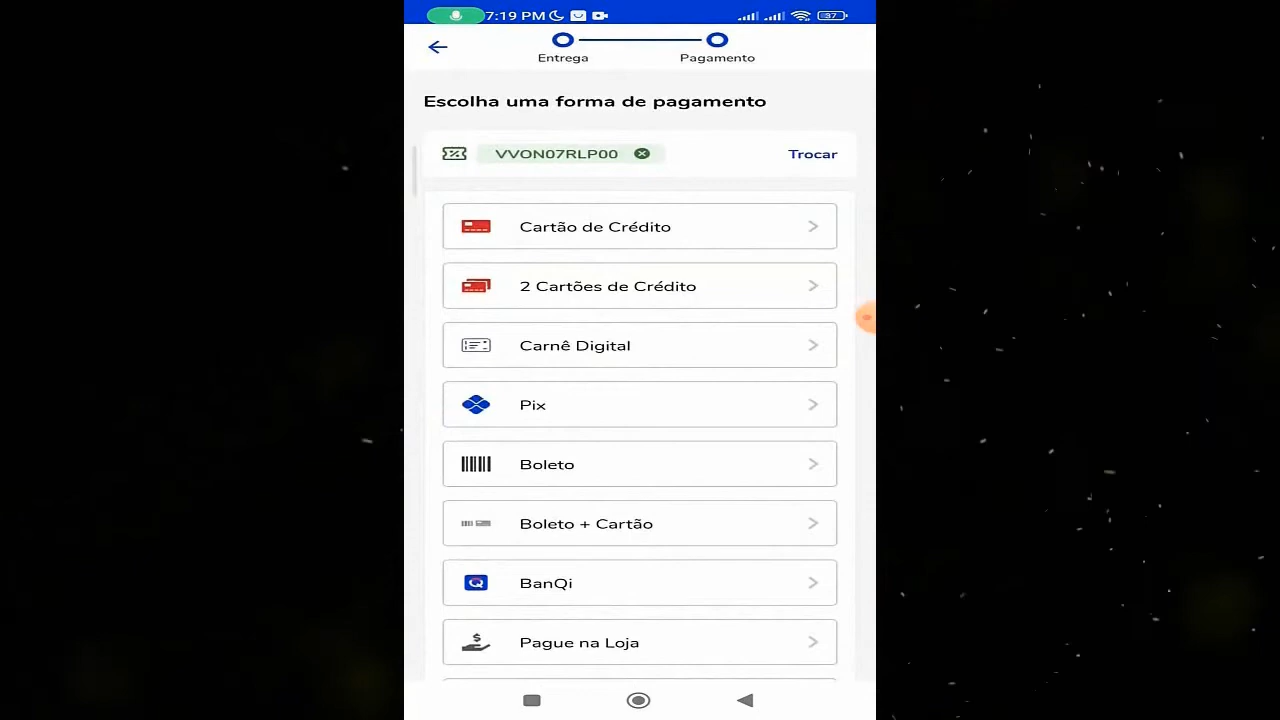 7:19 PM 37
Entrega Pagamento
Escolha uma forma de pagamento
VVON07RLP00 Trocar
Cartão de Crédito
2 Cartões de Crédito
Carnê Digital
Pix
Boleto
Boleto + Cartão
BanQi
Pague na Loja